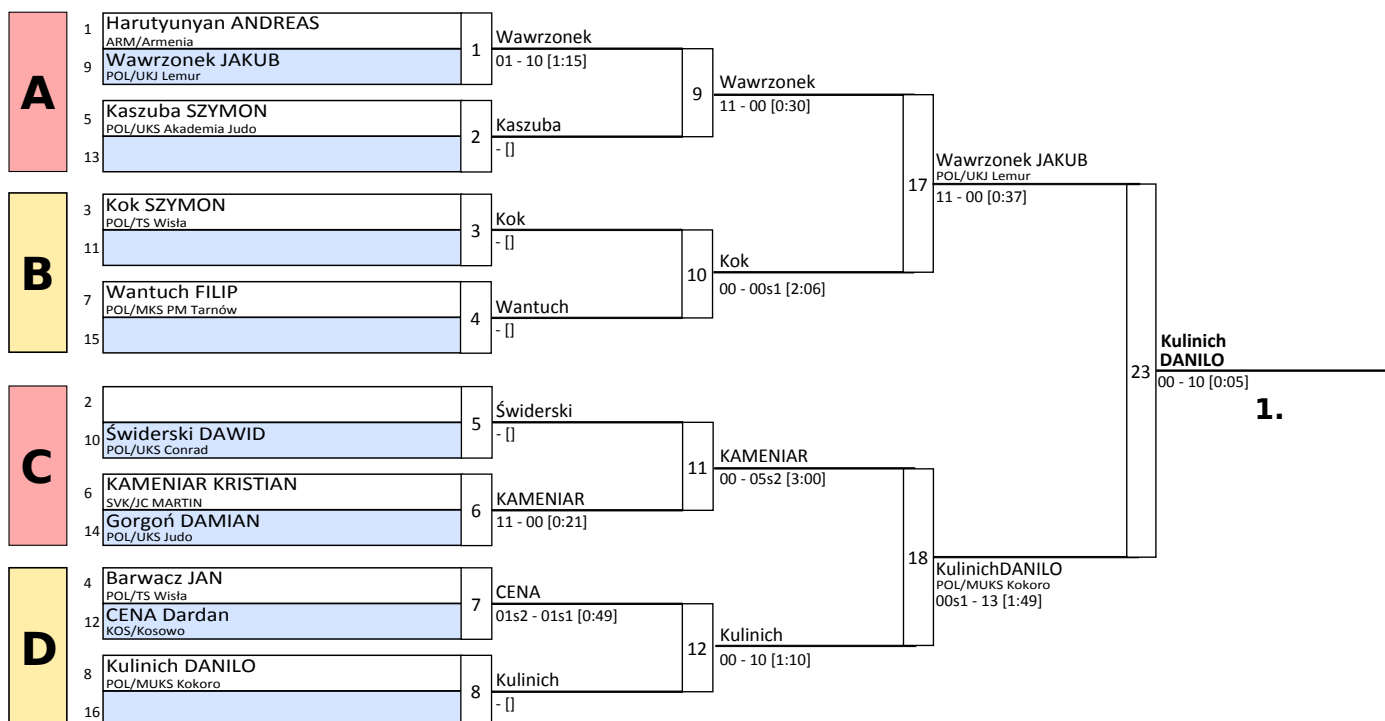 A
1
Harutyunyan ANDREAS
ARM/Armenia
9
Wawrzonek JAKUB
POL/UKJ Lemur
1
Wawrzonek
01 - 10 [1:15]
5
Kaszuba SZYMON
POL/UKS Akademia Judo
13
2
Kaszuba
- []
9
Wawrzonek
11 - 00 [0:30]
B
3
Kok SZYMON
POL/TS Wisła
11
3
Kok
- []
7
Wantuch FILIP
POL/MKS PM Tarnów
15
4
Wantuch
- []
10
Kok
00 - 00s1 [2:06]
17
Wawrzonek JAKUB
POL/UKJ Lemur
11 - 00 [0:37]
C
2
10
Świderski DAWID
POL/UKS Conrad
5
Świderski
- []
6
KAMENIAR KRISTIAN
SVK/JC MARTIN
14
Gorgoń DAMIAN
POL/UKS Judo
6
KAMENIAR
11 - 00 [0:21]
11
KAMENIAR
00 - 05s2 [3:00]
D
4
Barwacz JAN
POL/TS Wisła
12
CENA Dardan
KOS/Kosowo
7
CENA
01s2 - 01s1 [0:49]
8
Kulinich DANILO
POL/MUKS Kokoro
16
8
Kulinich
- []
12
Kulinich
00 - 10 [1:10]
18
KulinichDANILO
POL/MUKS Kokoro
00s1 - 13 [1:49]
23
Kulinich
DANILO
00 - 10 [0:05]
1.